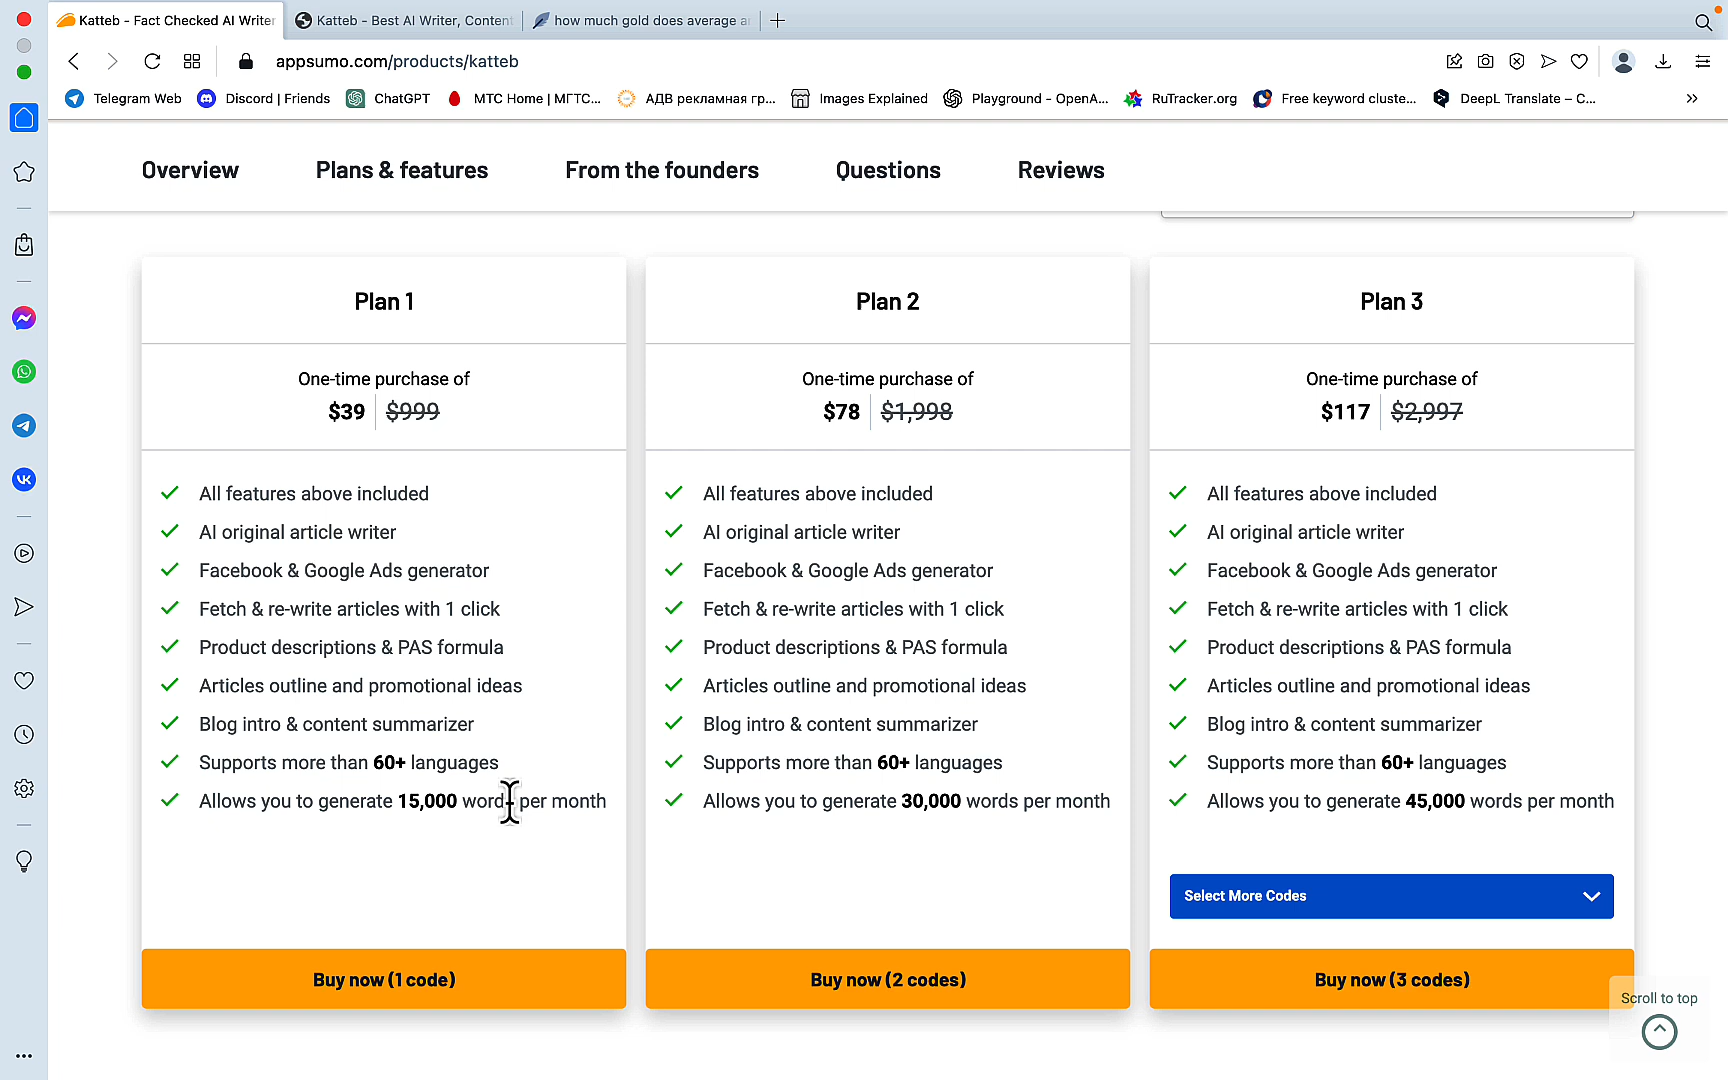 Katteb - Fact Checked AI Writer
Katteb - Best AI Writer, Content
how much gold does average a
appsumo.com/products/katteb
Telegram Web
Discord | Friends
ChatGPT
МТС Home | МГТС...
АДВ рекламная гр...
Images Explained
Playground - OpenA...
RuTracker.org
Free keyword cluste...
DeepL Translate – C...
Overview
Plans & features
From the founders
Questions
Reviews
Plan 1
One-time purchase of
$39 $999
All features above included
AI original article writer
Facebook & Google Ads generator
Fetch & re-write articles with 1 click
Product descriptions & PAS formula
Articles outline and promotional ideas
Blog intro & content summarizer
Supports more than 60+ languages
Allows you to generate 15,000 words per month
Buy now (1 code)
Plan 2
One-time purchase of
$78 $1,998
All features above included
AI original article writer
Facebook & Google Ads generator
Fetch & re-write articles with 1 click
Product descriptions & PAS formula
Articles outline and promotional ideas
Blog intro & content summarizer
Supports more than 60+ languages
Allows you to generate 30,000 words per month
Buy now (2 codes)
Plan 3
One-time purchase of
$117 $2,997
All features above included
AI original article writer
Facebook & Google Ads generator
Fetch & re-write articles with 1 click
Product descriptions & PAS formula
Articles outline and promotional ideas
Blog intro & content summarizer
Supports more than 60+ languages
Allows you to generate 45,000 words per month
Select More Codes
Buy now (3 codes)
Scroll to top